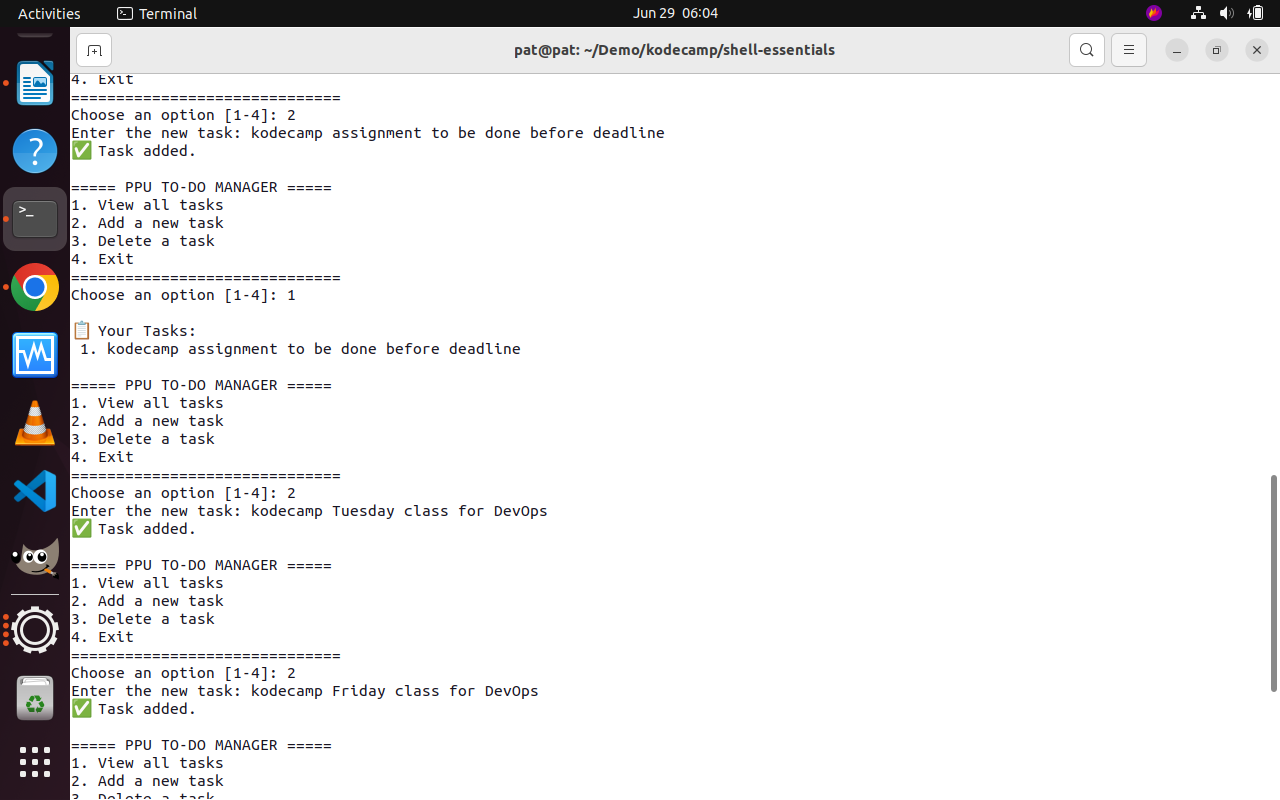 Activities
Terminal
Jun 29 06:04
pat@pat: ~/Demo/kodecamp/shell-essentials
4. Exit
==============================
Choose an option [1-4]: 2
Enter the new task: kodecamp assignment to be done before deadline
✅ Task added.

===== PPU TO-DO MANAGER =====
1. View all tasks
2. Add a new task
3. Delete a task
4. Exit
==============================
Choose an option [1-4]: 1

📋 Your Tasks:
 1. kodecamp assignment to be done before deadline

===== PPU TO-DO MANAGER =====
1. View all tasks
2. Add a new task
3. Delete a task
4. Exit
==============================
Choose an option [1-4]: 2
Enter the new task: kodecamp Tuesday class for DevOps
✅ Task added.

===== PPU TO-DO MANAGER =====
1. View all tasks
2. Add a new task
3. Delete a task
4. Exit
==============================
Choose an option [1-4]: 2
Enter the new task: kodecamp Friday class for DevOps
✅ Task added.

===== PPU TO-DO MANAGER =====
1. View all tasks
2. Add a new task
3. Delete a task